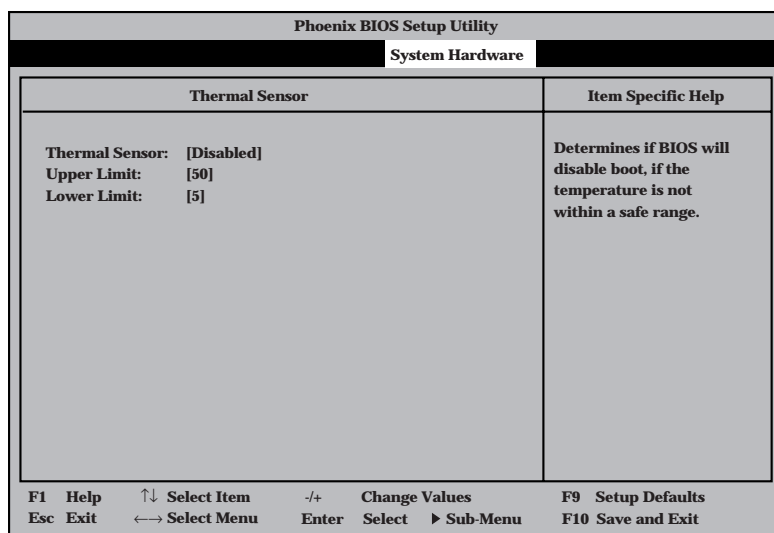 Phoenix BIOS Setup Utility
System Hardware
Thermal Sensor
Item Specific Help
Thermal Sensor: [Disabled]
Upper Limit: [50]
Lower Limit: [5]
Determines if BIOS will
disable boot, if the
temperature is not
within a safe range.
F1 Help ↑↓ Select Item -/+ Change Values F9 Setup Defaults
Esc Exit ←→ Select Menu Enter Select ▶ Sub-Menu F10 Save and Exit